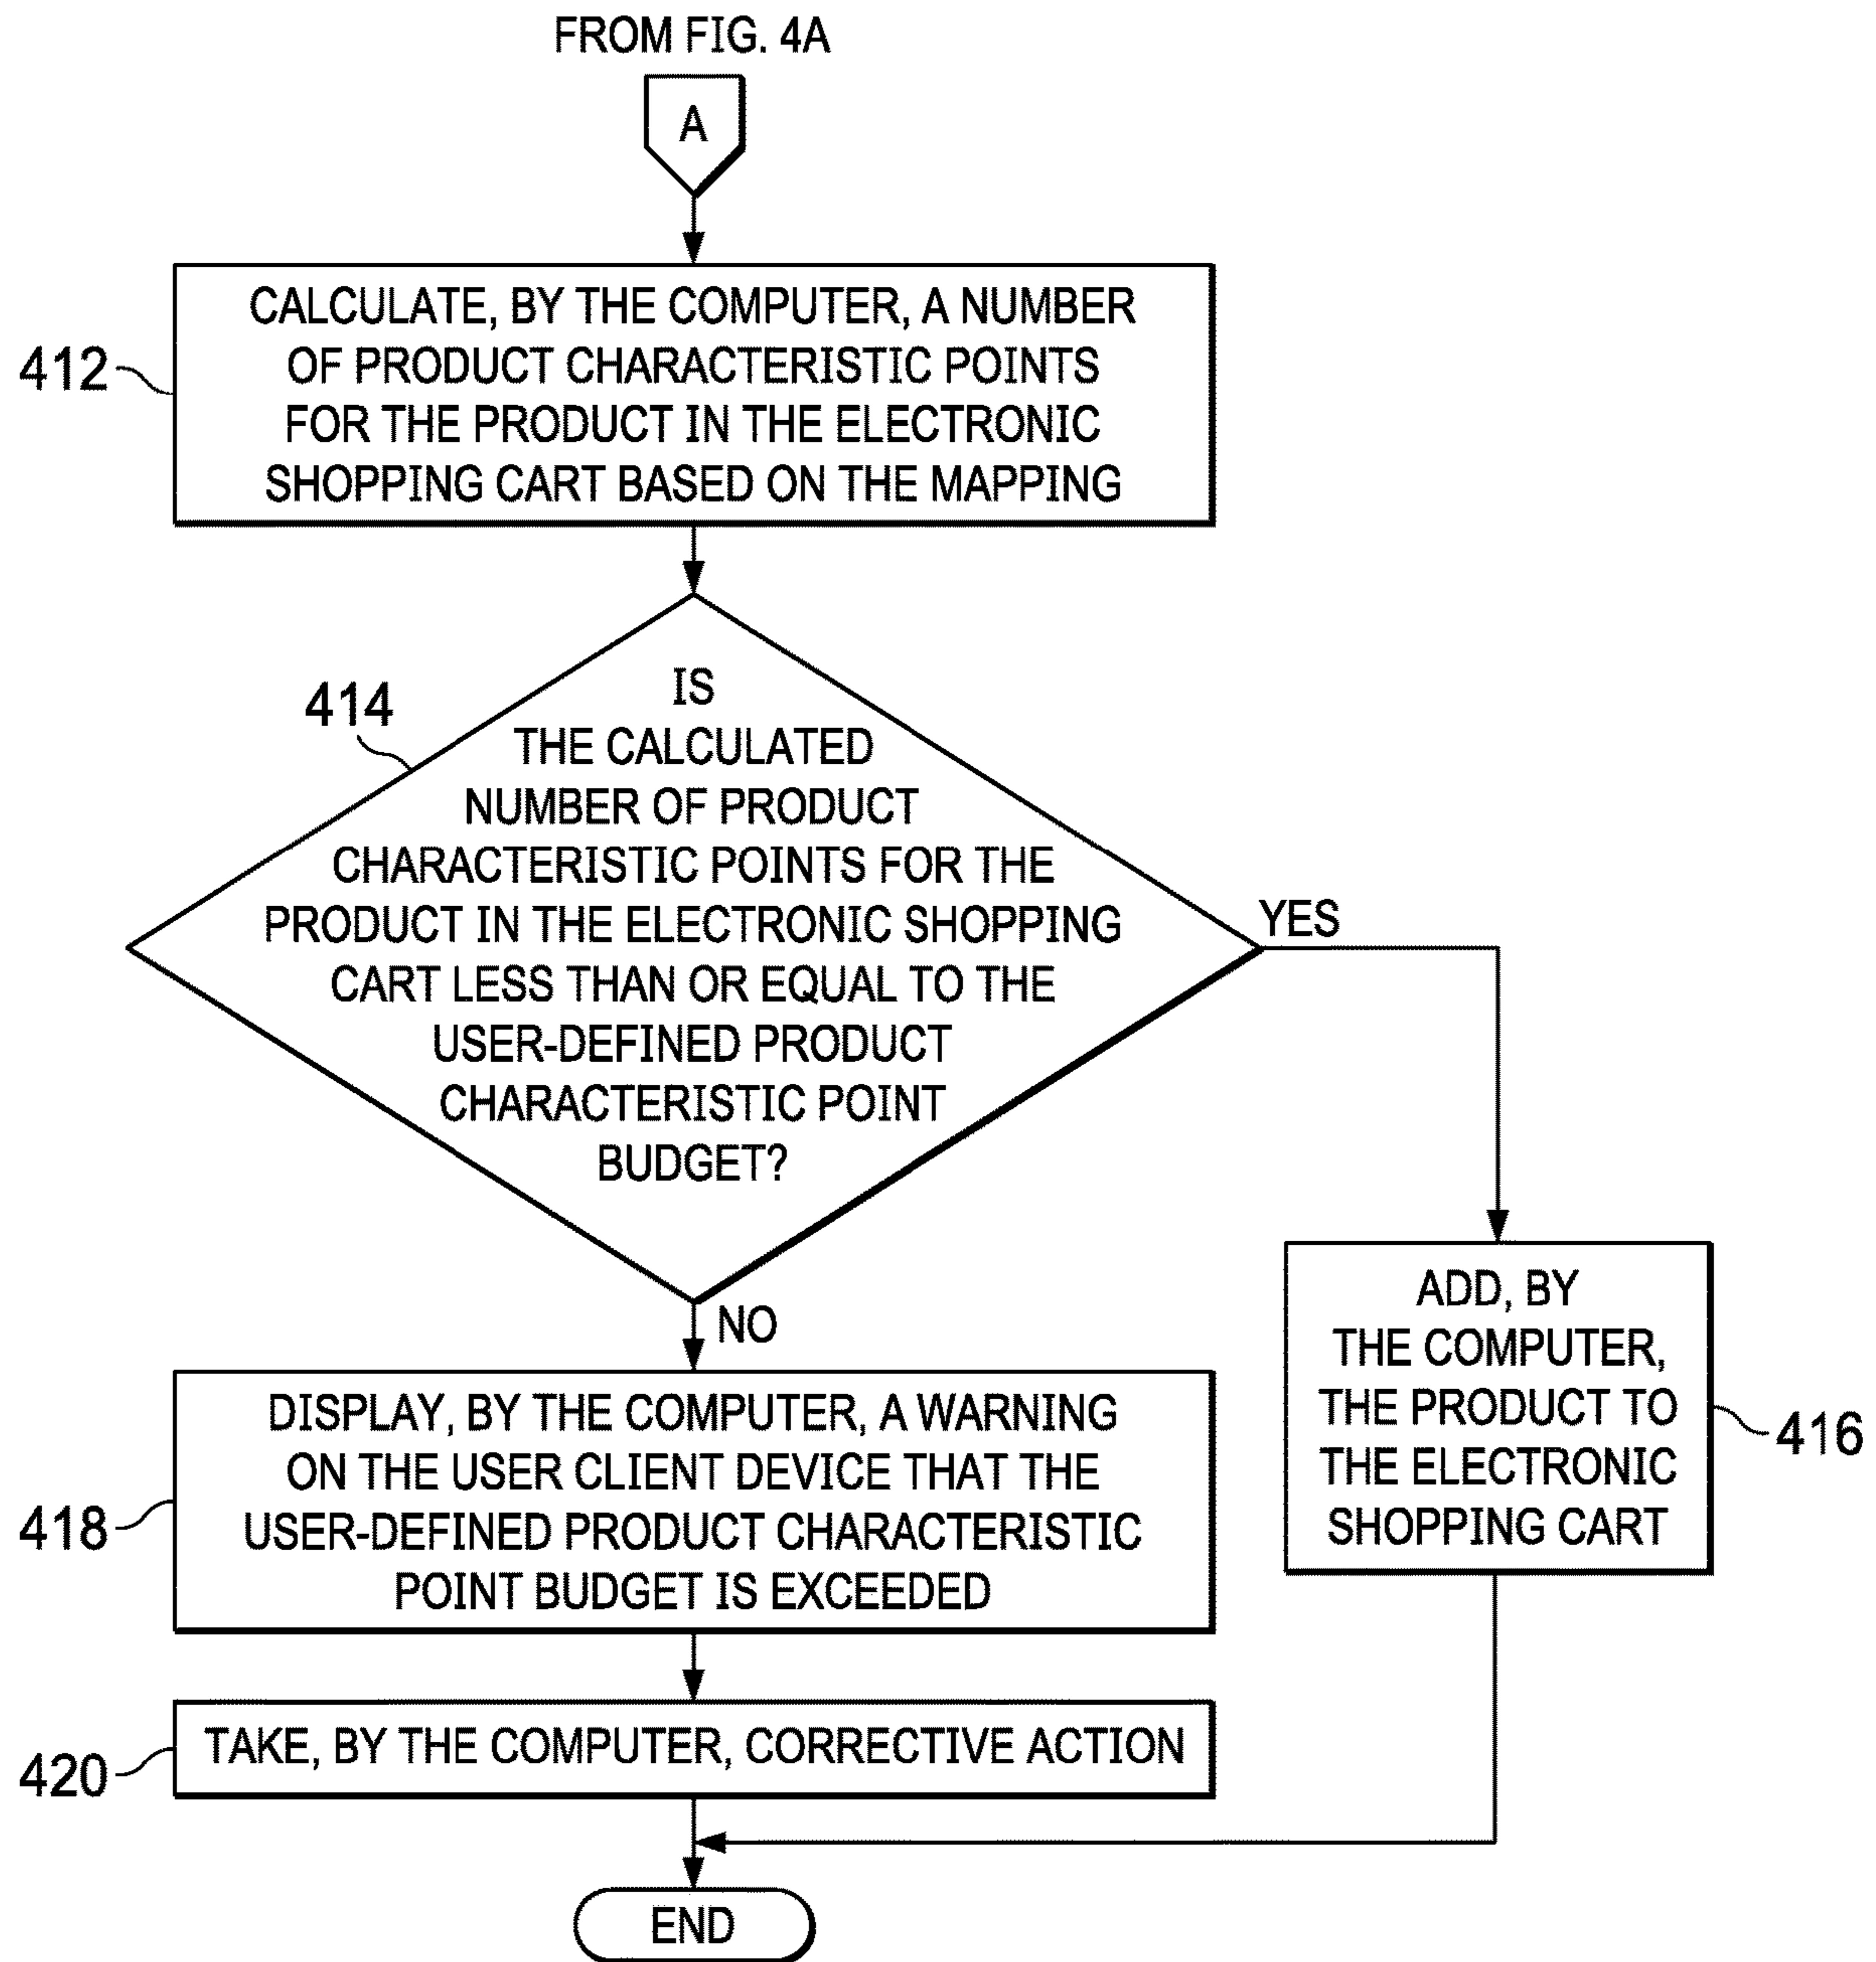 FROM FIG. 4A
A
412
CALCULATE, BY THE COMPUTER, A NUMBER
OF PRODUCT CHARACTERISTIC POINTS
FOR THE PRODUCT IN THE ELECTRONIC
SHOPPING CART BASED ON THE MAPPING
414
IS
THE CALCULATED
NUMBER OF PRODUCT
CHARACTERISTIC POINTS FOR THE
PRODUCT IN THE ELECTRONIC SHOPPING
CART LESS THAN OR EQUAL TO THE
USER-DEFINED PRODUCT
CHARACTERISTIC POINT
BUDGET?
YES
NO
ADD, BY
THE COMPUTER,
THE PRODUCT TO
THE ELECTRONIC
SHOPPING CART
416
418
DISPLAY, BY THE COMPUTER, A WARNING
ON THE USER CLIENT DEVICE THAT THE
USER-DEFINED PRODUCT CHARACTERISTIC
POINT BUDGET IS EXCEEDED
420
TAKE, BY THE COMPUTER, CORRECTIVE ACTION
END